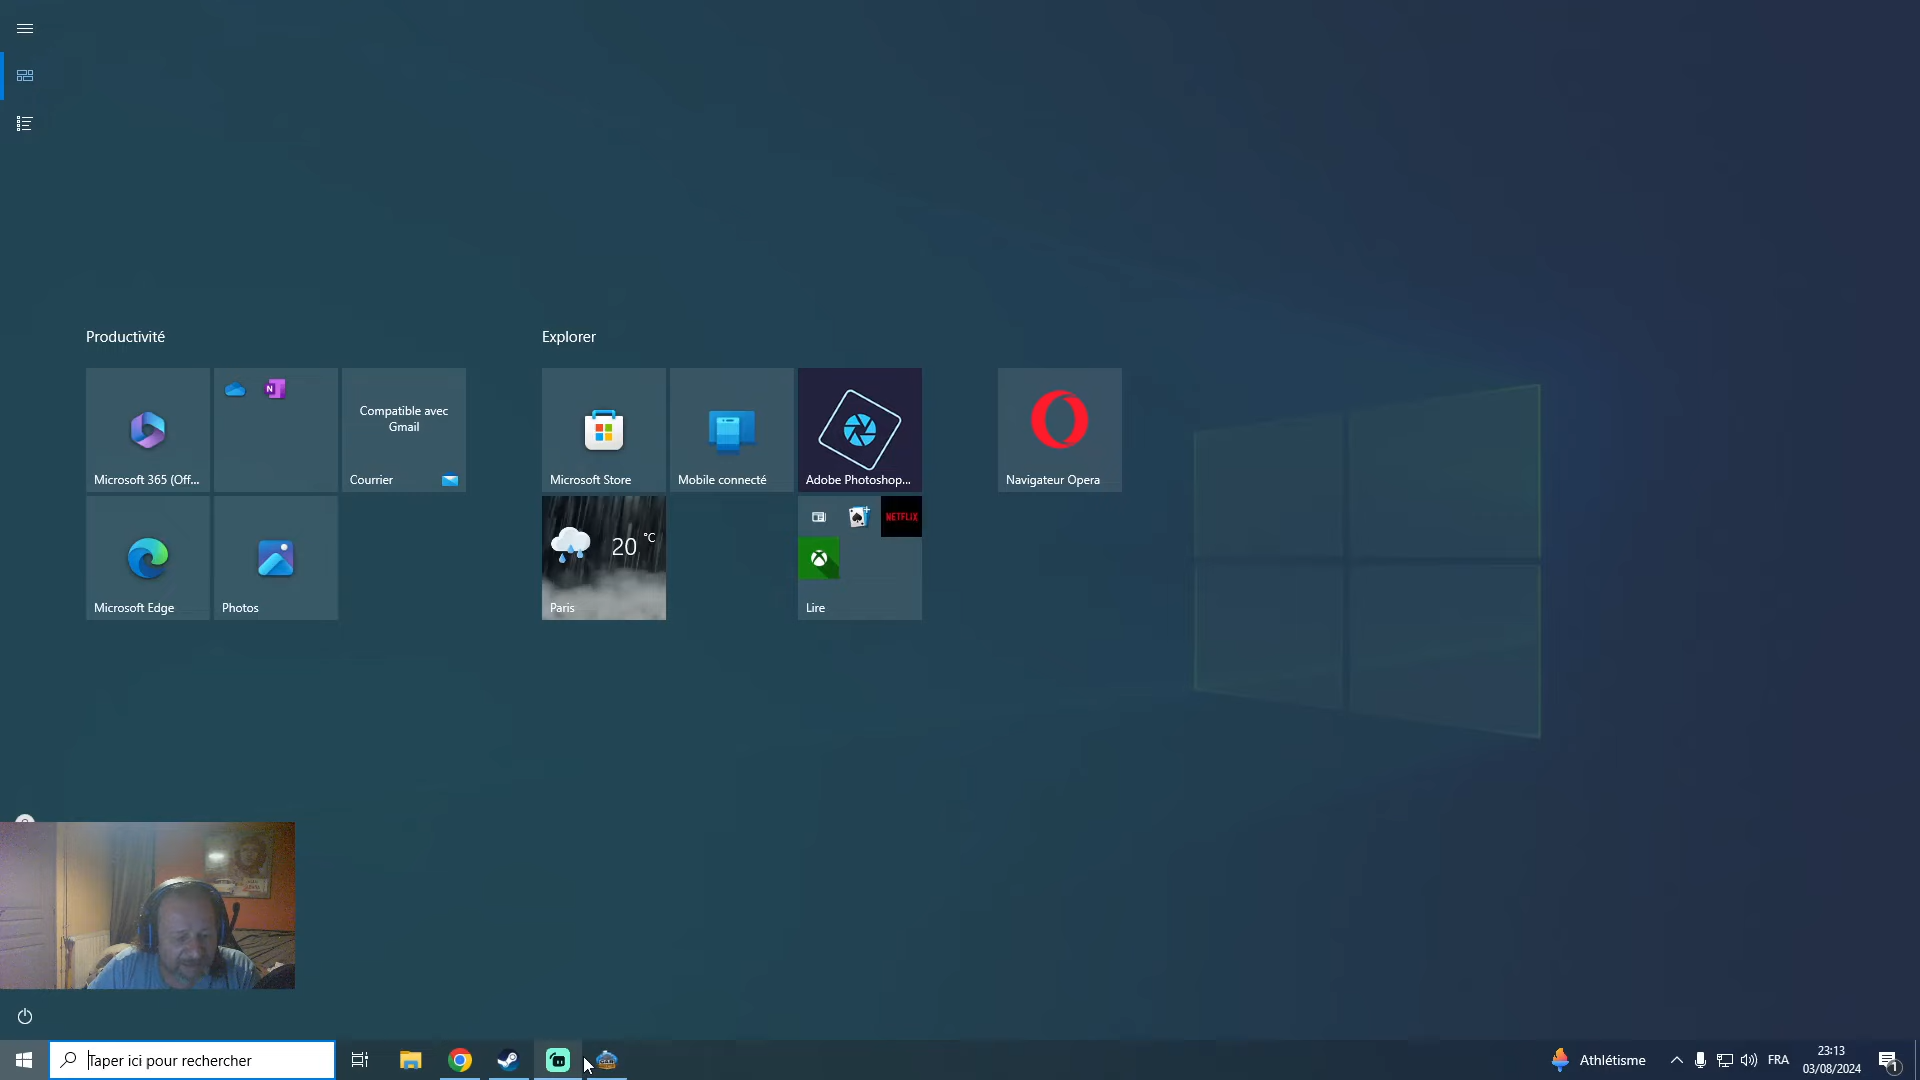 Productivité
Explorer
Compatible avec
Gmail
Microsoft 365 (Off...
Courrier
Microsoft Store
Mobile connecté
Adobe Photoshop...
Navigateur Opera
NETFLIX
20 °C
Microsoft Edge
Photos
Paris
Lire
Taper ici pour rechercher
Athlétisme
FRA
23:13
03/08/2024
1